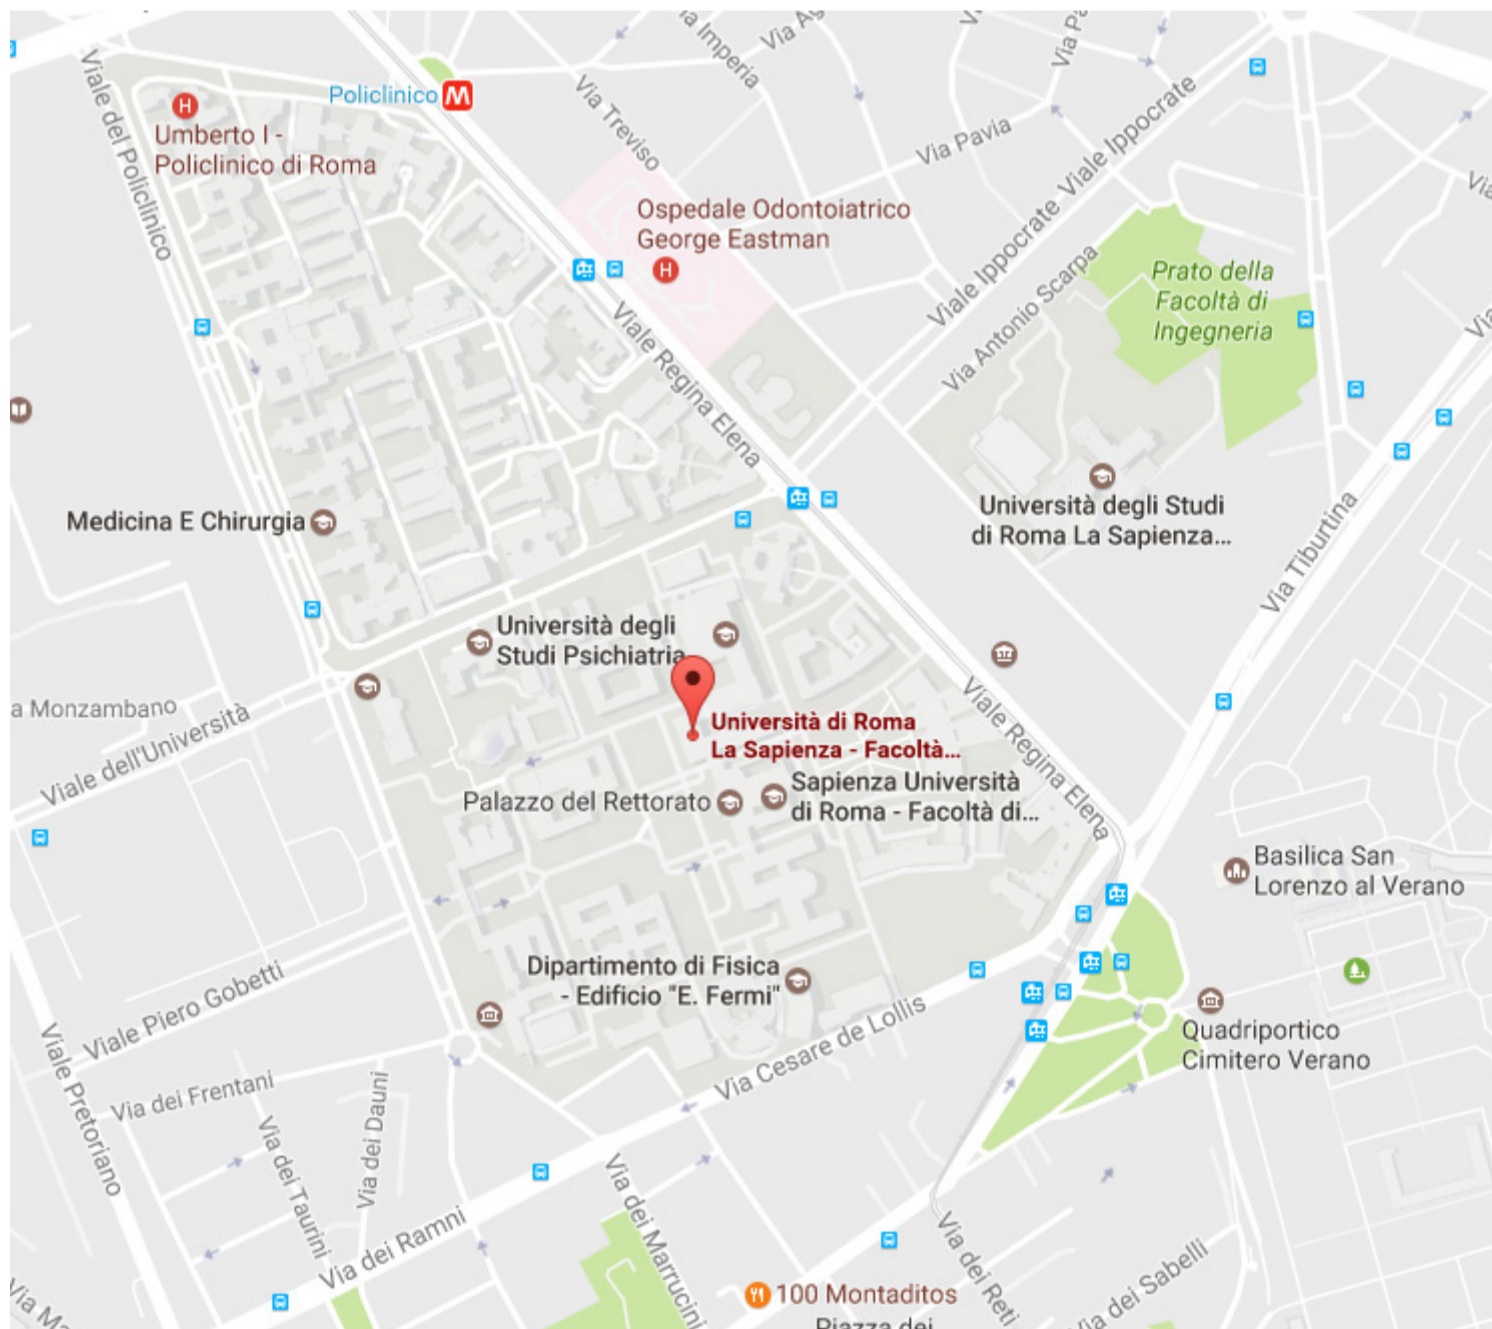 Via Treviso
Via Pavia
Viale Ippocrate
Viale Ippocrate
Via Antonio Scarpa
Viale del Policlinico
Policlinico
M
H
Umberto I -
Policlinico di Roma
Ospedale Odontoiatrico
George Eastman
H
Prato della
Facoltà di
Ingegneria
Viale Regina Elena
Università degli Studi
di Roma La Sapienza...
Medicina E Chirurgia
Via Tiburtina
Università degli
Studi Psichiatria
a Monzambano
Viale dell'Università
Università di Roma
La Sapienza - Facoltà...
Viale Regina Elena
Palazzo del Rettorato
Sapienza Università
di Roma - Facoltà di...
Basilica San
Lorenzo al Verano
Dipartimento di Fisica
- Edificio "E. Fermi"
Viale Piero Gobetti
Quadriportico
Cimitero Verano
Via Cesare de Lollis
Viale Pretoriano
Via dei Frentani
Via dei Dauni
Via dei Taurini
Via dei Ramni
Via dei Marrucini
Via dei Reti
Via dei Sabelli
100 Montaditos
Piazza dei